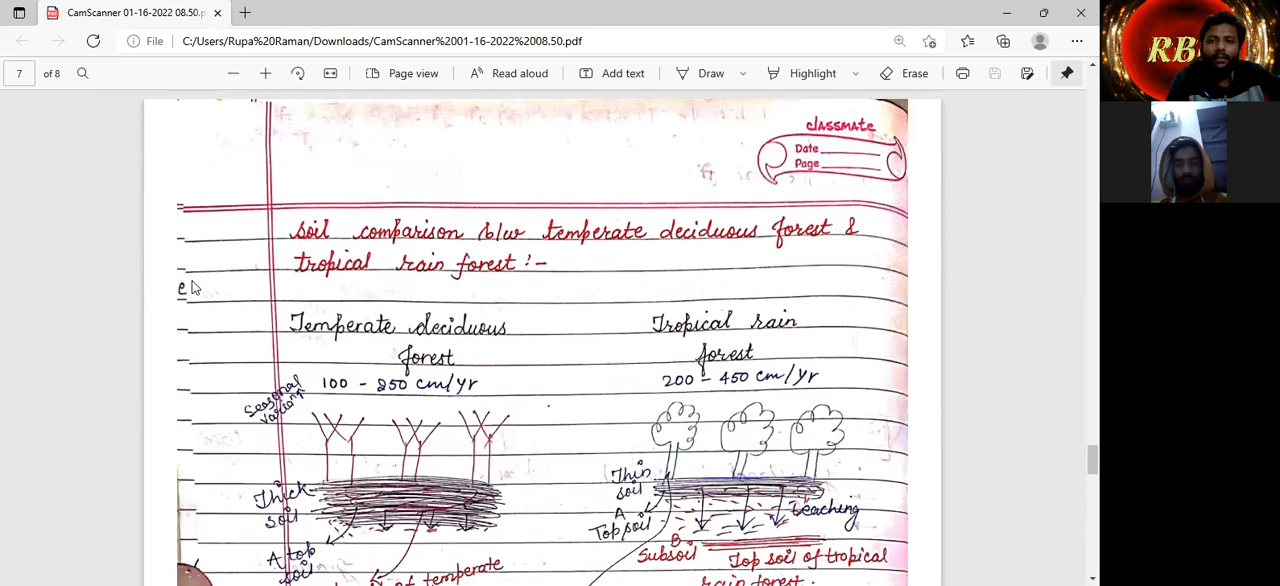 CamScanner 01-16-2022 08.50.p
File
C:/Users/Rupa%20Raman/Downloads/CamScanner%2001-16-2022%2008.50.pdf
7 of 8
Page view
Read aloud
Add text
Draw
Highlight
Erase
RB
classmate
Date
Page
Soil comparison b/w temperate deciduous forest &
tropical rain forest :-
e
Temperate deciduous
forest
100 - 250 cm/yr
Tropical rain
forest
200 - 450 cm/yr
Seasonal
variant
Thick
soil
A top
soil
of temperate
Thin
soil
A
Top soil
Leaching
B
Subsoil
Top soil of tropical
rain forest.